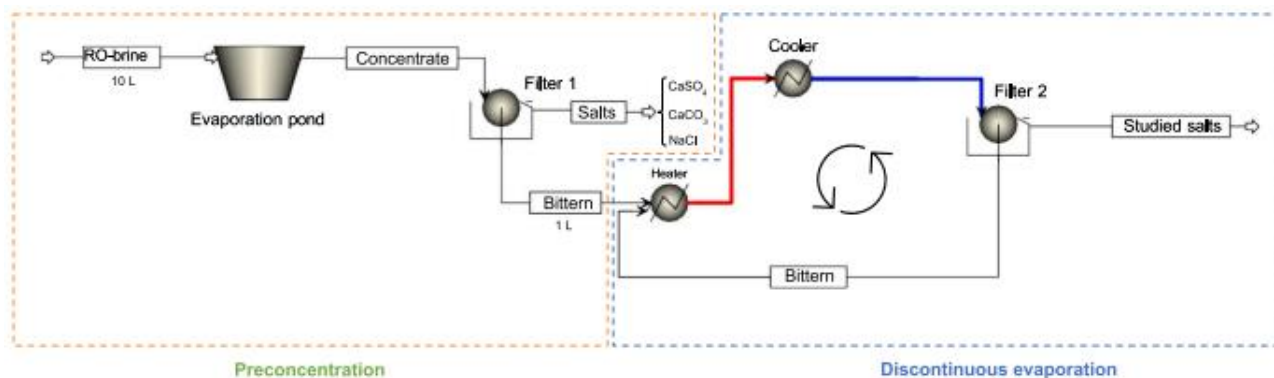 RO-brine
10 L
Evaporation pond
Concentrate
Filter 1
Salts
CaSO₄
CaCO₃
NaCl
Bittern
1 L
Heater
Cooler
Filter 2
Studied salts
Bittern
Preconcentration
Discontinuous evaporation